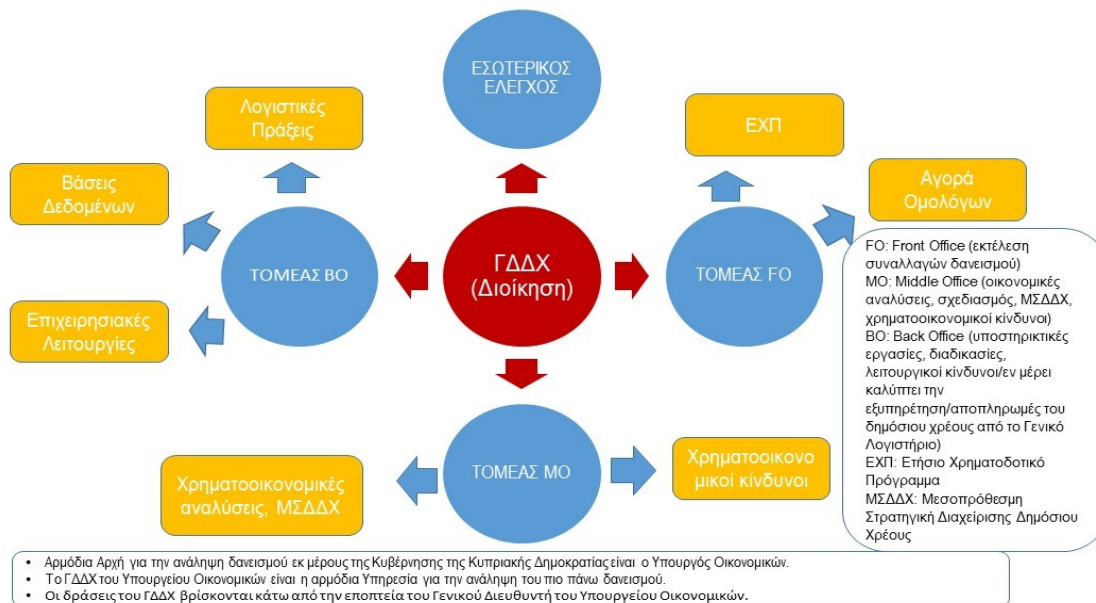 ΕΣΩΤΕΡΙΚΟΣ
ΕΛΕΓΧΟΣ
Λογιστικές
Πράξεις
ΕΧΠ
Βάσεις
Δεδομένων
Αγορά
Ομολόγων
ΤΟΜΕΑΣ ΒΟ
ΓΔΔΧ
(Διοίκηση)
ΤΟΜΕΑΣ FO
Επιχειρησιακές
Λειτουργίες
FO: Front Office (εκτέλεση
συναλλαγών δανεισμού)
MO: Middle Office (οικονομικές
αναλύσεις, σχεδιασμός, ΜΣΔΔΧ,
χρηματοοικονομικοί κίνδυνοι)
BO: Back Office (υποστηρικτικές
εργασίες, διαδικασίες,
λειτουργικοί κίνδυνοι/εν μέρει
καλύπτει την
εξυπηρέτηση/αποπληρωμές του
δημόσιου χρέους από το Γενικό
Λογιστήριο)
ΕΧΠ: Ετήσιο Χρηματοδοτικό
Πρόγραμμα
ΜΣΔΔΧ: Μεσοπρόθεσμη
Στρατηγική Διαχείρισης Δημόσιου
Χρέους
Χρηματοοικονομικές
αναλύσεις, ΜΣΔΔΧ
ΤΟΜΕΑΣ ΜΟ
Χρηματοοικονο
μικοί κίνδυνοι
• Αρμόδια Αρχή για την ανάληψη δανεισμού εκ μέρους της Κυβέρνησης της Κυπριακής Δημοκρατίας είναι ο Υπουργός Οικονομικών.
• Το ΓΔΔΧ του Υπουργείου Οικονομικών είναι η αρμόδια Υπηρεσία για την ανάληψη του πιο πάνω δανεισμού.
• Οι δράσεις του ΓΔΔΧ βρίσκονται κάτω από την εποπτεία του Γενικού Διευθυντή του Υπουργείου Οικονομικών.